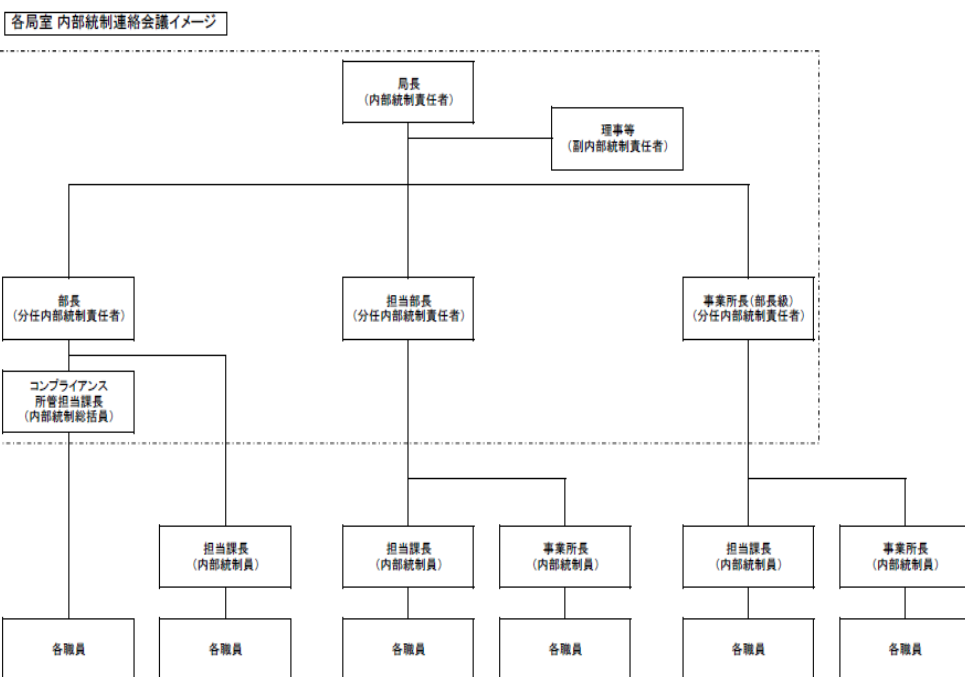 各局室 内部統制連絡会議イメージ
局長
（内部統制責任者）
理事等
（副内部統制責任者）
部長
（分任内部統制責任者）
担当部長
（分任内部統制責任者）
事業所長（部長級）
（分任内部統制責任者）
コンプライアンス
所管担当課長
（内部統制総括員）
担当課長
（内部統制員）
担当課長
（内部統制員）
事業所長
（内部統制員）
担当課長
（内部統制員）
事業所長
（内部統制員）
各職員
各職員
各職員
各職員
各職員
各職員